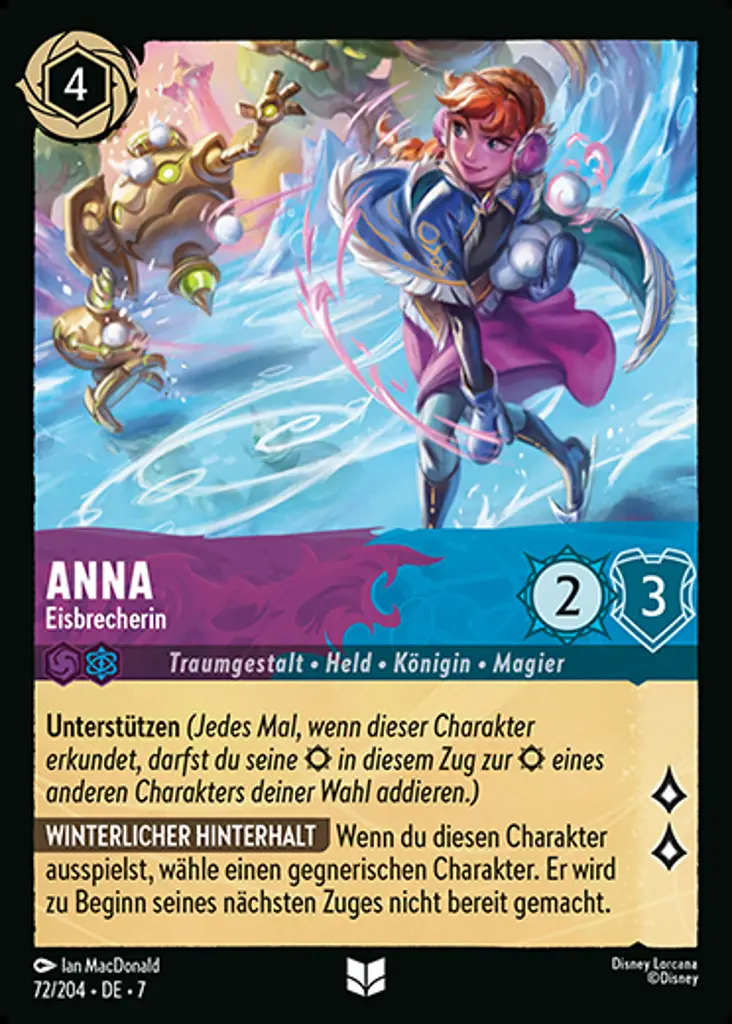 4
ANNA
Eisbrecherin
2
3
Traumgestalt • Held • Königin • Magier
Unterstützen (Jedes Mal, wenn dieser Charakter
erkundet, darfst du seine ⛭ in diesem Zug zur ⛭ eines
anderen Charakters deiner Wahl addieren.)
WINTERLICHER HINTERHALT Wenn du diesen Charakter
ausspielst, wähle einen gegnerischen Charakter. Er wird
zu Beginn seines nächsten Zuges nicht bereit gemacht.
Ian MacDonald
72/204 • DE • 7
Disney Lorcana
©Disney